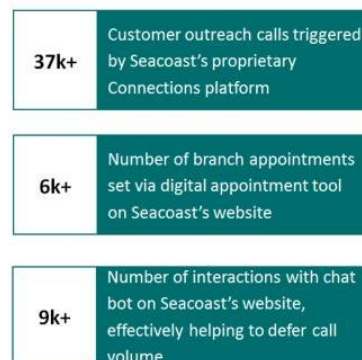 37k+
Customer outreach calls triggered
by Seacoast's proprietary
Connections platform
6k+
Number of branch appointments
set via digital appointment tool
on Seacoast's website
9k+
Number of interactions with chat
bot on Seacoast's website,
effectively helping to defer call
volume